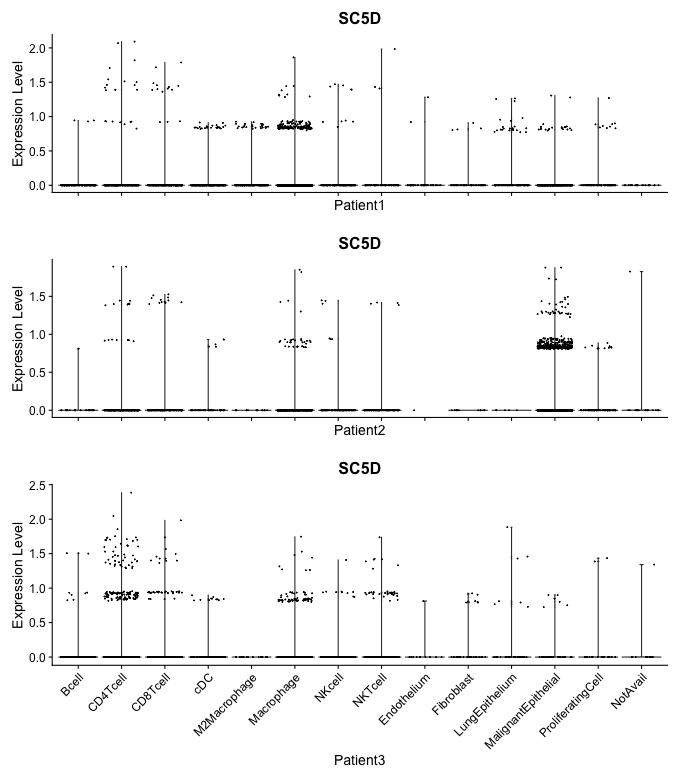 SC5D
Expression Level
2.0
1.5
1.0
0.5
0.0
Patient1
SC5D
Expression Level
1.5
1.0
0.5
0.0
Patient2
SC5D
Expression Level
2.5
2.0
1.5
1.0
0.5
0.0
Bcell
CD4Tcell
CD8Tcell
cDC
M2Macrophage
Macrophage
NKcell
NKTcell
Endothelium
Fibroblast
LungEpithelium
MalignantEpithelial
ProliferatingCell
NotAvail
Patient3